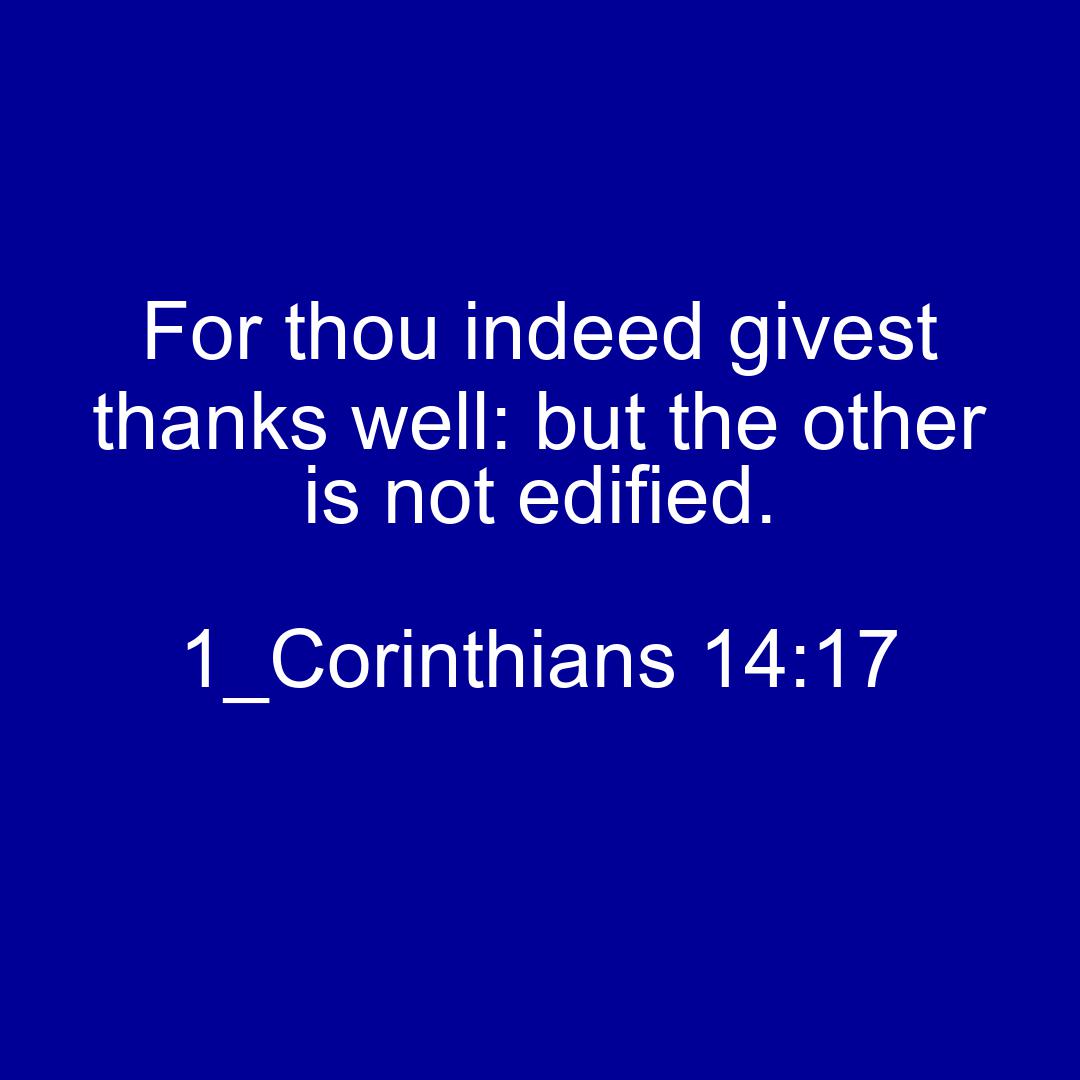 For thou indeed givest
thanks well: but the other
is not edified.
1_Corinthians 14:17